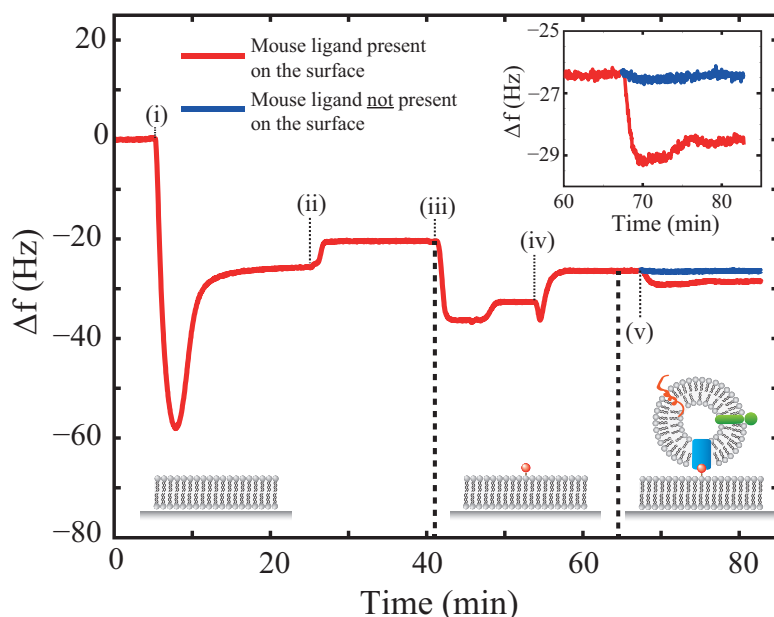 20
0
−20
−40
−60
−80
Δf (Hz)
0
20
40
60
80
Time (min)
Mouse ligand present
on the surface
Mouse ligand not present
on the surface
(i)
(ii)
(iii)
(iv)
(v)
−25
−27
−29
Δf (Hz)
60
70
80
Time (min)